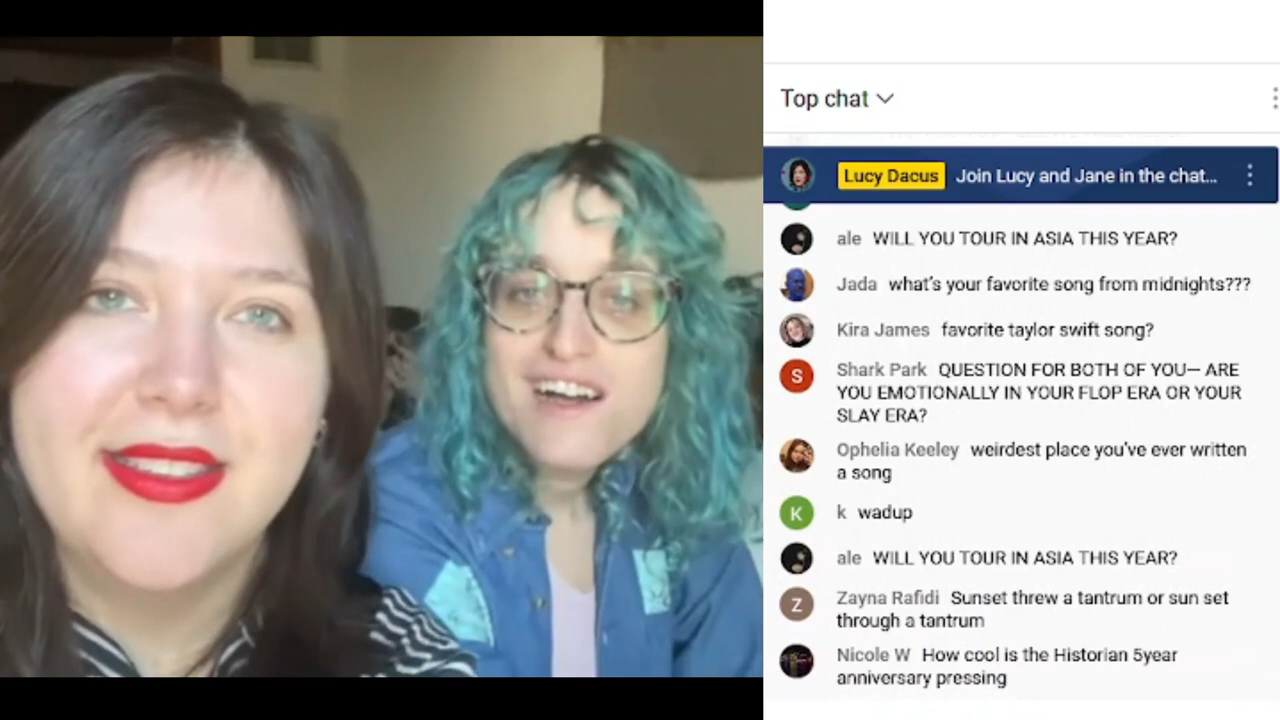 Top chat
Lucy Dacus Join Lucy and Jane in the chat...
ale WILL YOU TOUR IN ASIA THIS YEAR?
Jada what's your favorite song from midnights???
Kira James favorite taylor swift song?
S Shark Park QUESTION FOR BOTH OF YOU— ARE
YOU EMOTIONALLY IN YOUR FLOP ERA OR YOUR
SLAY ERA?
Ophelia Keeley weirdest place you've ever written
a song
K k wadup
ale WILL YOU TOUR IN ASIA THIS YEAR?
Z Zayna Rafidi Sunset threw a tantrum or sun set
through a tantrum
Nicole W How cool is the Historian 5year
anniversary pressing